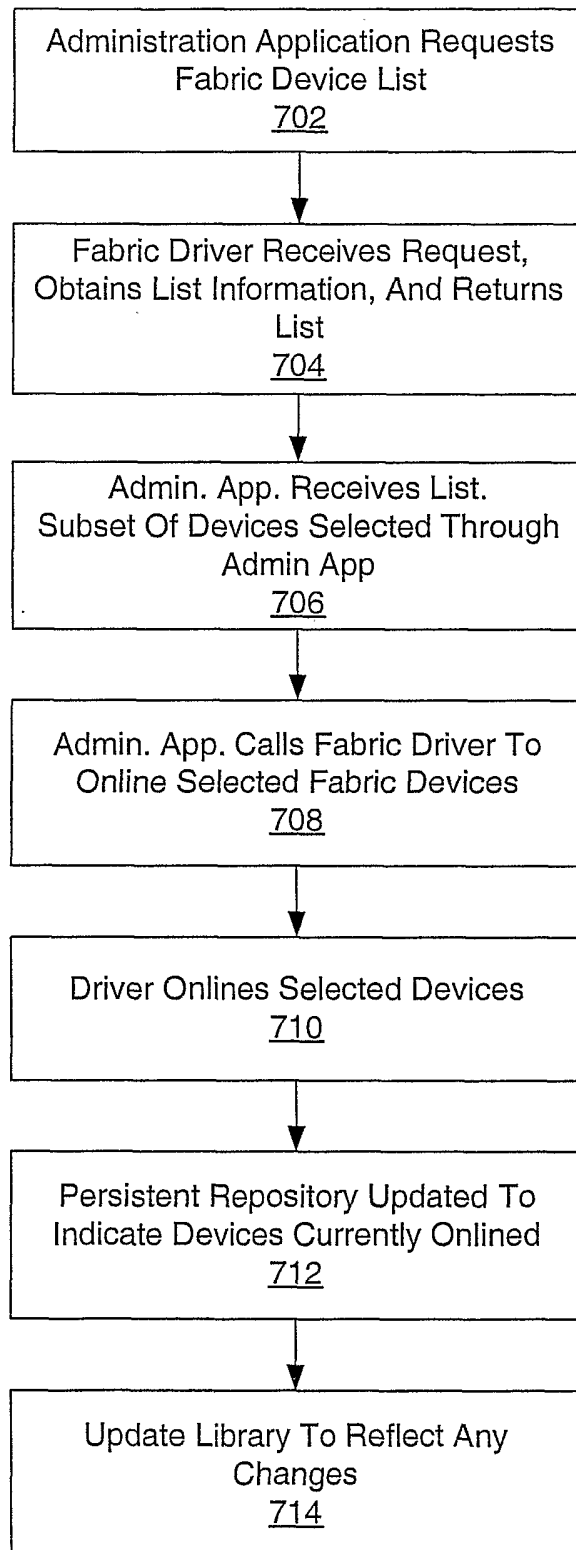 Administration Application Requests
Fabric Device List
702
Fabric Driver Receives Request,
Obtains List Information, And Returns
List
704
Admin. App. Receives List.
Subset Of Devices Selected Through
Admin App
706
Admin. App. Calls Fabric Driver To
Online Selected Fabric Devices
708
Driver Onlines Selected Devices
710
Persistent Repository Updated To
Indicate Devices Currently Onlined
712
Update Library To Reflect Any
Changes
714